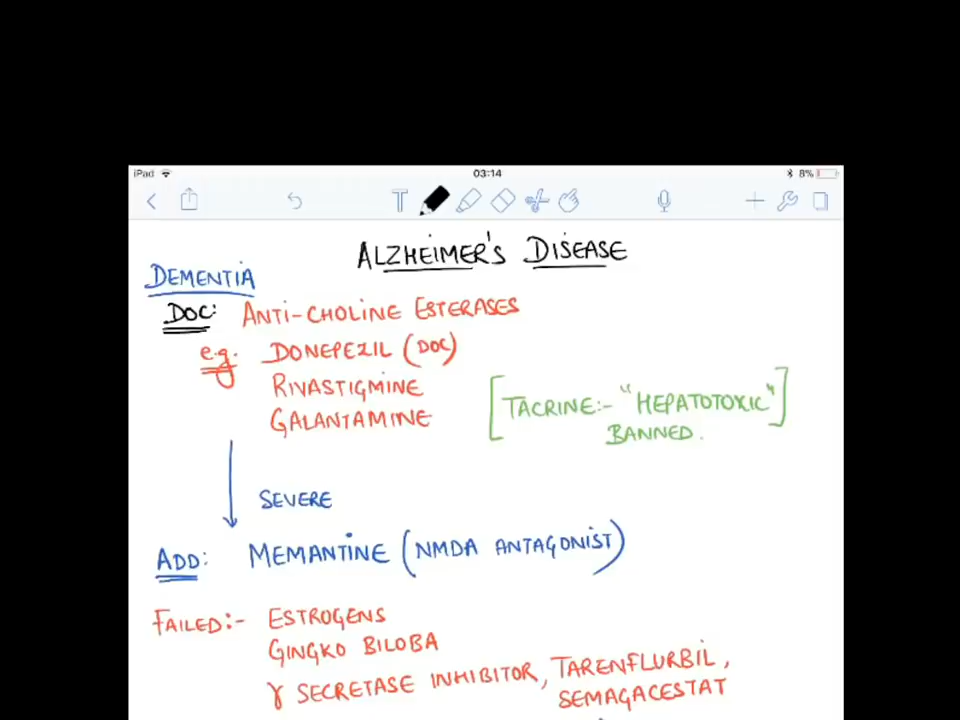 iPad
03:14
8%
T
ALZHEIMER'S DISEASE
DEMENTIA
DOC: ANTI-CHOLINE ESTERASES
e.g. DONEPEZIL (DOC)
RIVASTIGMINE
GALANTAMINE
[TACRINE:- "HEPATOTOXIC"]
BANNED.
SEVERE
ADD: MEMANTINE (NMDA ANTAGONIST)
FAILED:- ESTROGENS
GINGKO BILOBA
γ SECRETASE INHIBITOR, TARENFLURBIL,
SEMAGACESTAT